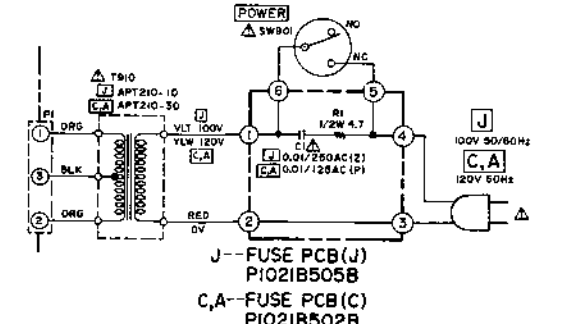 POWER
⚠ SW801
NO
NC
⚠ T910
J APT210-10
C,A APT210-30
P1
1 ORG
3 BLK
2 ORG
J
VLT 100V
YLW 120V
C,A
RED
0V
6
5
1
4
2
3
R1
1/2W 4.7
C1 ⚠
J 0.01/250AC(Z)
C,A 0.01/125AC(P)
J
100V 50/60Hz
C,A
120V 60Hz
⚠
J--FUSE PCB(J)
P1021B505B
C,A--FUSE PCB(C)
P1021B502B